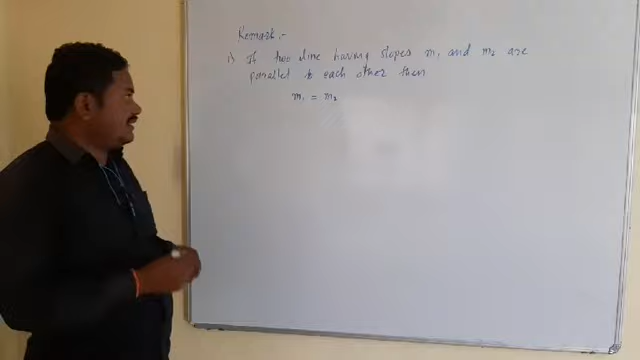 Remark :-
i) If two line having slopes m₁ and m₂ are
parallel to each other then
m₁ = m₂